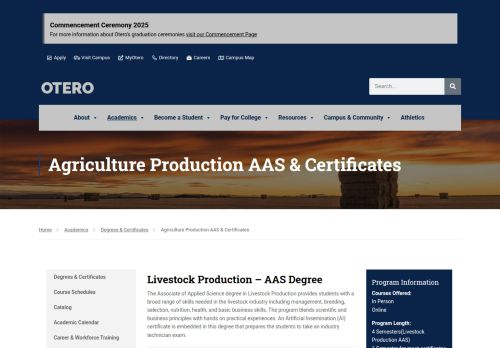 Commencement Ceremony 2025
For more information about Otero's graduation ceremonies visit our Commencement Page
Apply Visit Campus MyOtero Directory Careers Campus Map
OTERO
Search...
About Academics Become a Student Pay for College Resources Campus & Community Athletics
Agriculture Production AAS & Certificates
Home Academics Degrees & Certificates Agriculture Production AAS & Certificates
Degrees & Certificates
Course Schedules
Catalog
Academic Calendar
Career & Workforce Training
Livestock Production – AAS Degree
The Associate of Applied Science degree in Livestock Production provides students with a
broad range of skills needed in the livestock industry including management, breeding,
selection, nutrition, health, and basic business skills. The program blends scientific and
business principles with hands on practical experiences. An Artificial Insemination (AI)
certificate is embedded in this degree that prepares the students to take an industry
technician exam.
Program Information
Courses Offered:
In Person
Online
Program Length:
4 Semesters(Livestock
Production AAS)